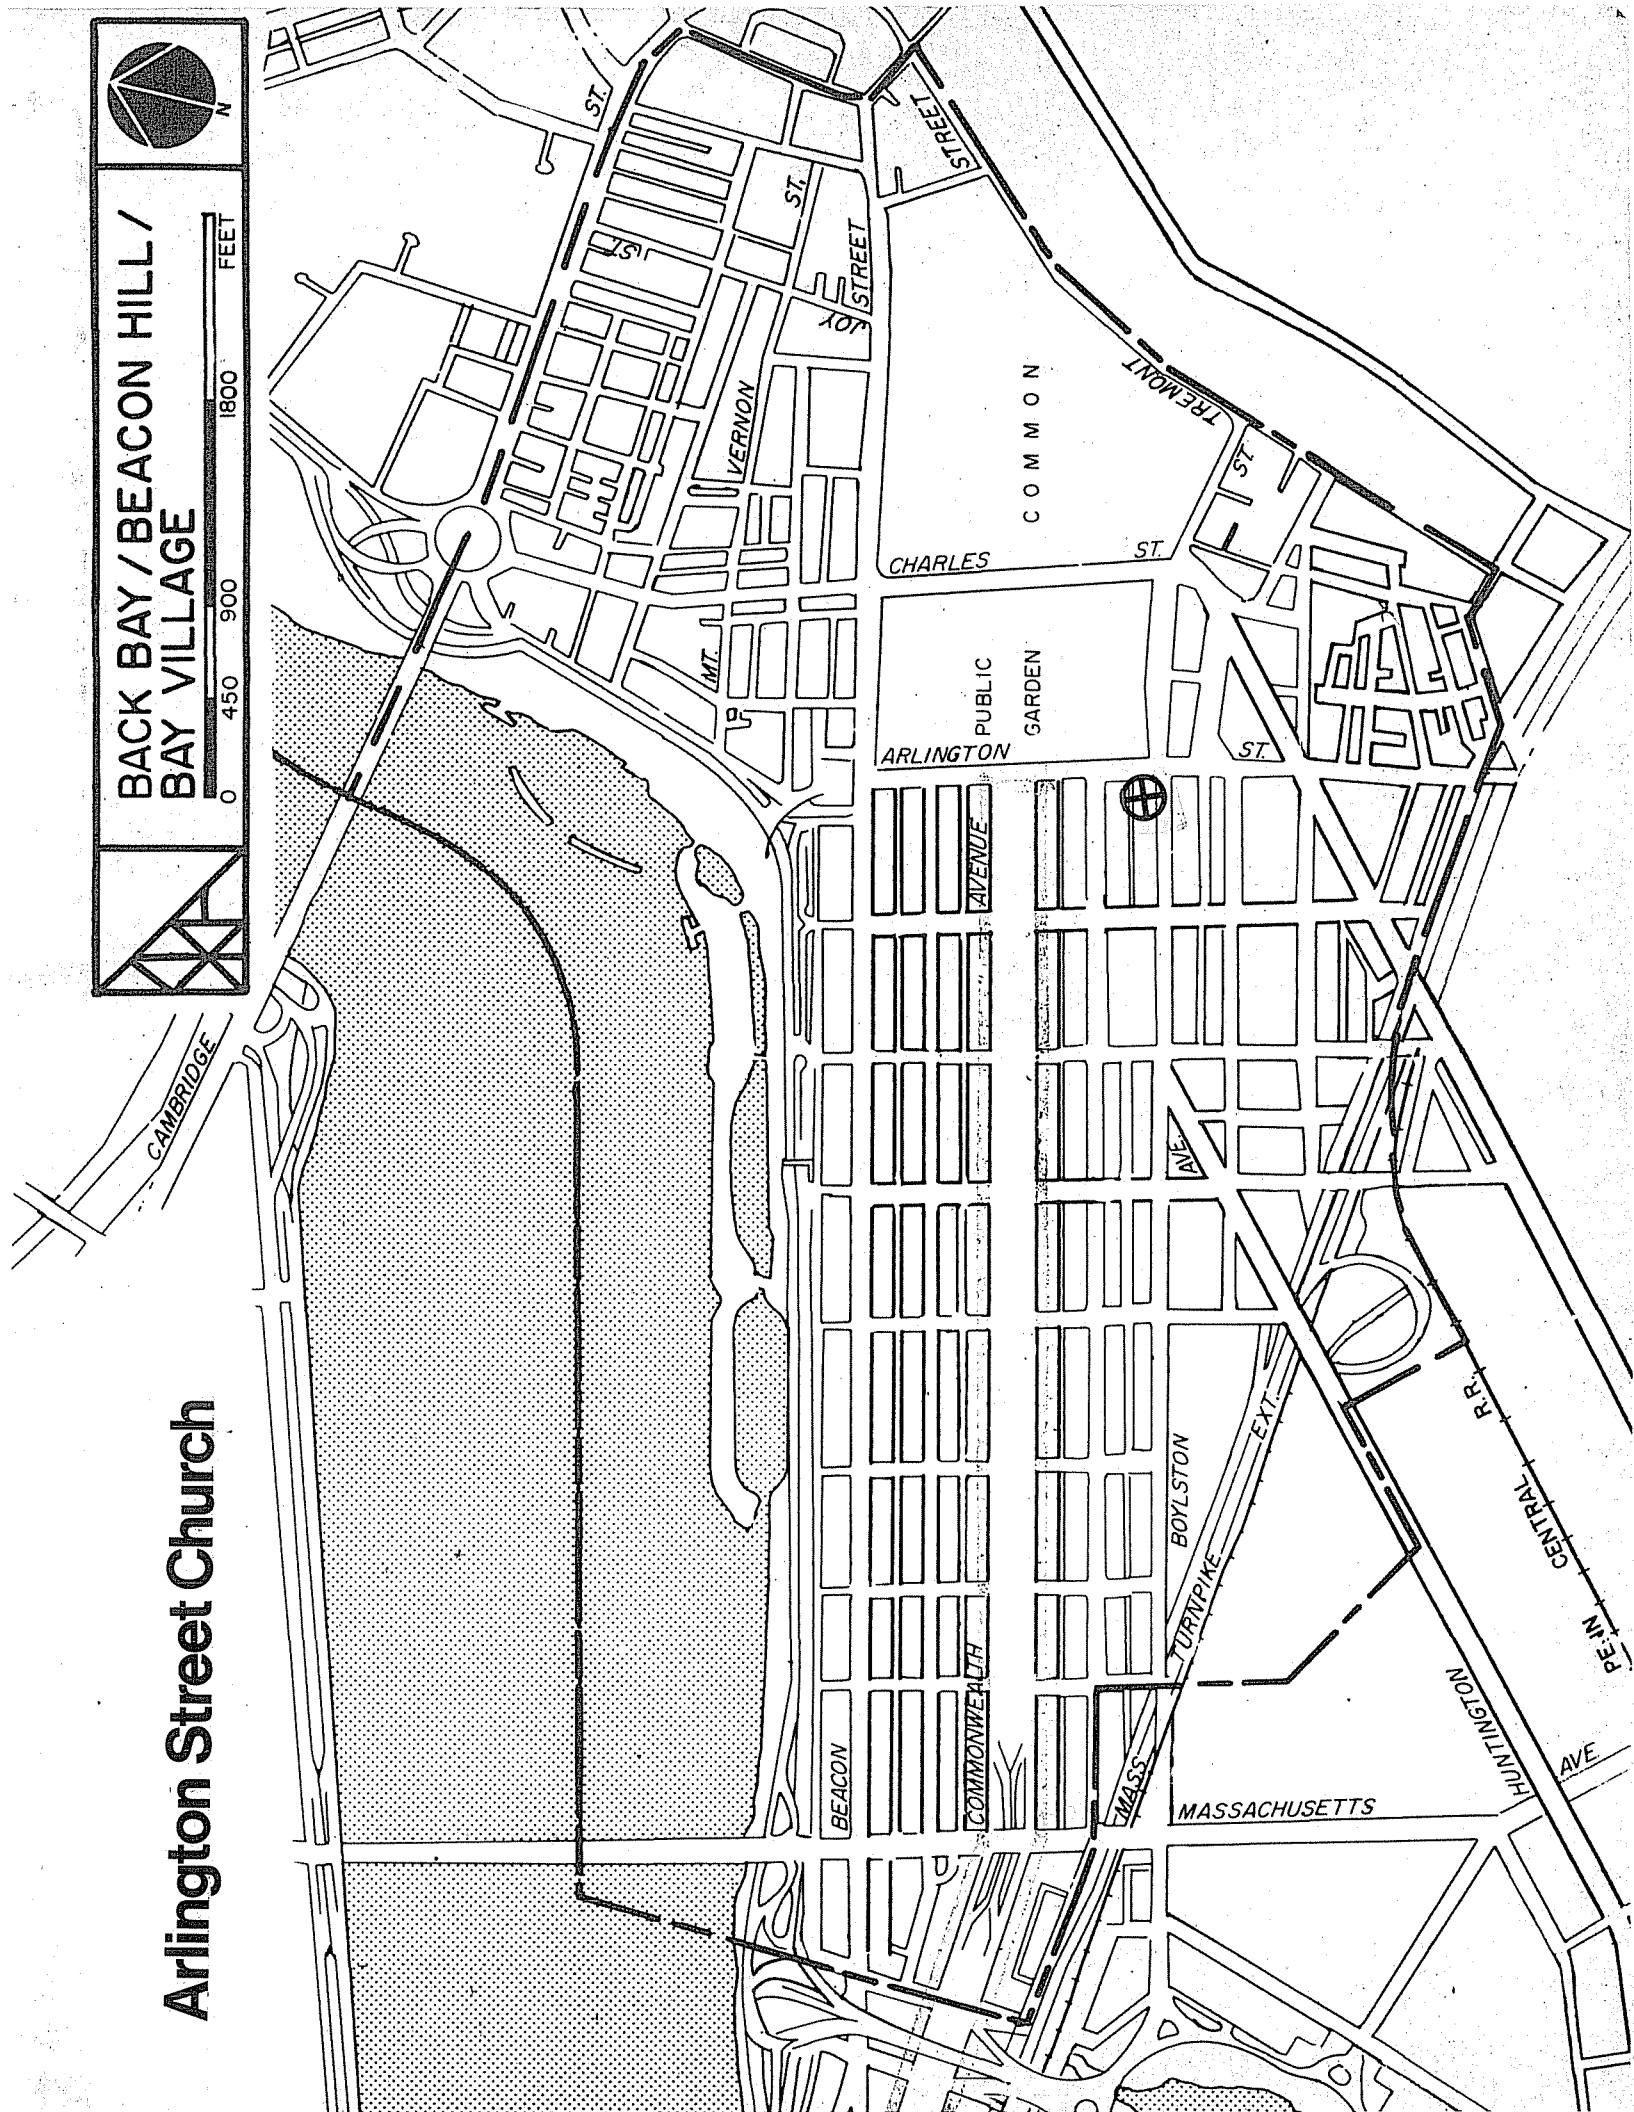 Arlington Street Church
BACK BAY / BEACON HILL /
BAY VILLAGE
0 450 900 1800 FEET
N
CAMBRIDGE
ST.
ST.
ST.
STREET
JOY
STREET
VERNON
MT.
COMMON
TREMONT
ST.
CHARLES ST.
PUBLIC
GARDEN
ARLINGTON
ST.
AVENUE
AVE.
BOYLSTON
EXT.
TURNPIKE
MASS.
R.R.
CENTRAL
BEACON
COMMONWEALTH
MASSACHUSETTS
AVE
HUNTINGTON